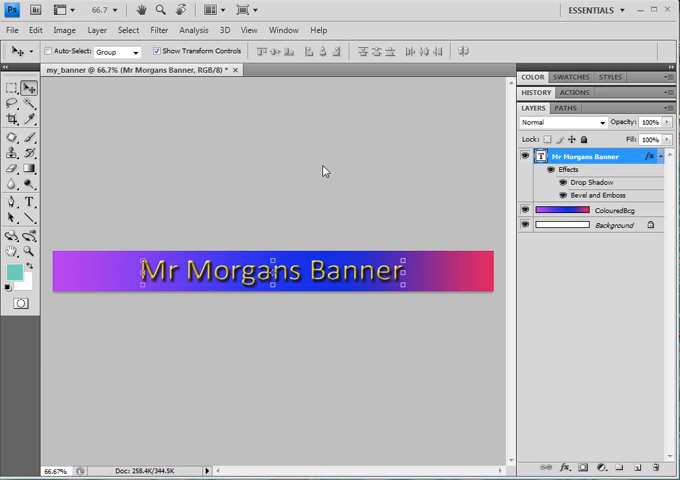 Ps Br 66.7 ESSENTIALS
File Edit Image Layer Select Filter Analysis 3D View Window Help
Auto-Select: Group Show Transform Controls
my_banner @ 66.7% (Mr Morgans Banner, RGB/8) * ×
COLOR SWATCHES STYLES
HISTORY ACTIONS
LAYERS PATHS
Normal Opacity: 100%
Lock: Fill: 100%
T Mr Morgans Banner fx
Effects
Drop Shadow
Bevel and Emboss
ColouredBcg
Background
Mr Morgans Banner
66.67% Doc: 258.4K/344.5K